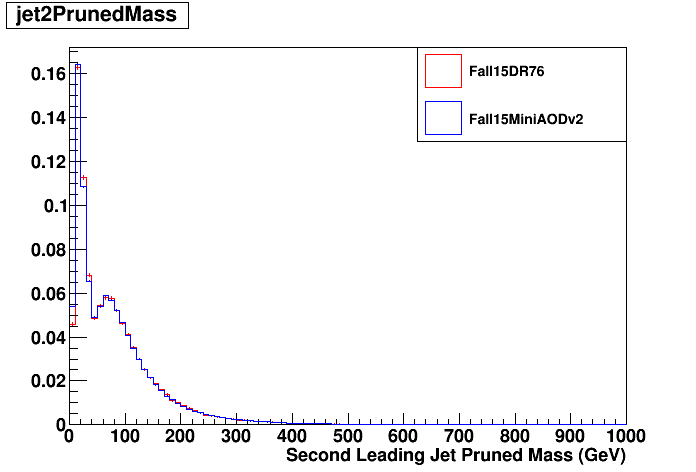 jet2PrunedMass
Fall15DR76
Fall15MiniAODv2
0.16
0.14
0.12
0.1
0.08
0.06
0.04
0.02
0
0 100 200 300 400 500 600 700 800 900 1000
Second Leading Jet Pruned Mass (GeV)